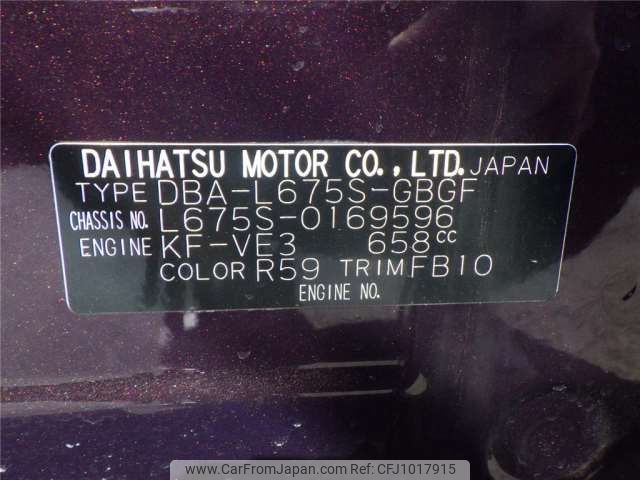 DAIHATSU MOTOR CO.,LTD. JAPAN
TYPE DBA-L675S-GBGF
CHASSIS NO. L675S-0169596
ENGINE KF-VE3 658cc
COLOR R59 TRIM FB10
ENGINE NO.
www.CarFromJapan.com - CFJ1017915